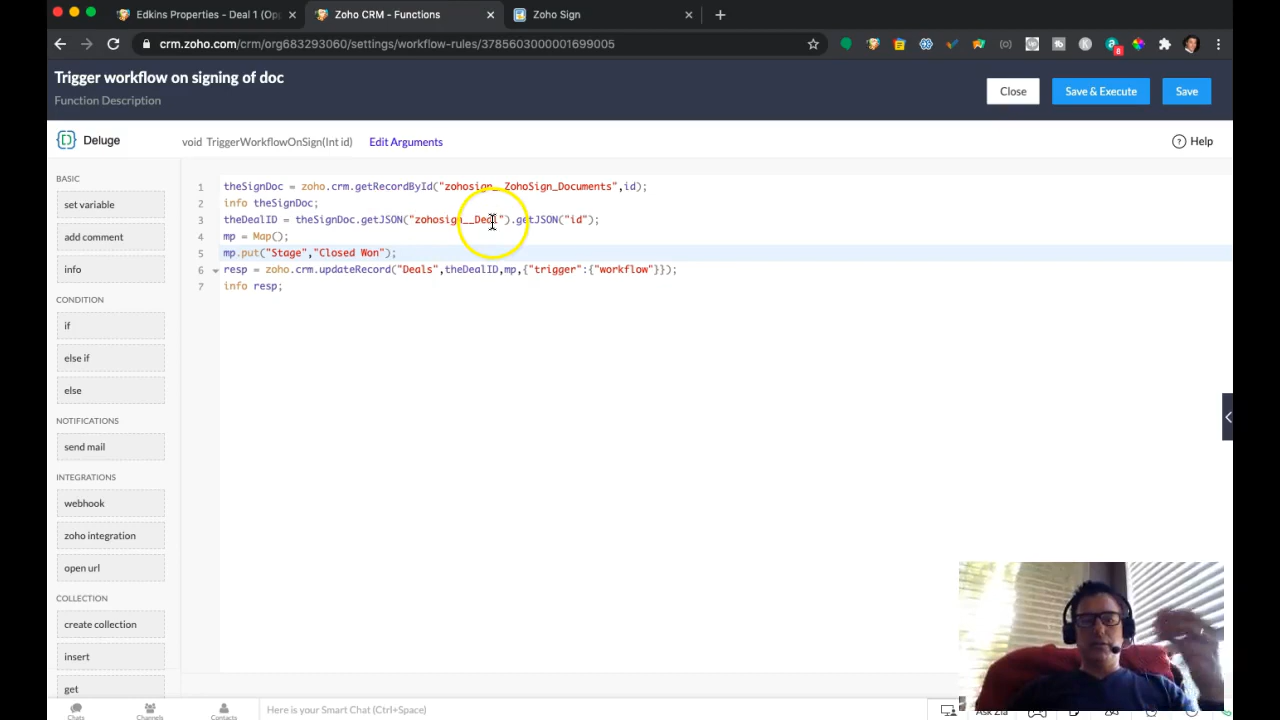 Edkins Properties - Deal 1 (Op
Zoho CRM - Functions
Zoho Sign
crm.zoho.com/crm/org683293060/settings/workflow-rules/3785603000001699005
8
Trigger workflow on signing of doc
Function Description
Close
Save & Execute
Save
Deluge
void TriggerWorkflowOnSign(Int id)
Edit Arguments
Help
BASIC
set variable
add comment
info
CONDITION
if
else if
else
NOTIFICATIONS
send mail
INTEGRATIONS
webhook
zoho integration
open url
COLLECTION
create collection
insert
get
1 theSignDoc = zoho.crm.getRecordById("zohosign__ZohoSign_Documents",id);
2 info theSignDoc;
3 theDealID = theSignDoc.getJSON("zohosign__Deal").getJSON("id");
4 mp = Map();
5 mp.put("Stage","Closed Won");
6 resp = zoho.crm.updateRecord("Deals",theDealID,mp,{"trigger":{"workflow"}});
7 info resp;
Chats
Channels
Contacts
Here is your Smart Chat (Ctrl+Space)
Ask Zia